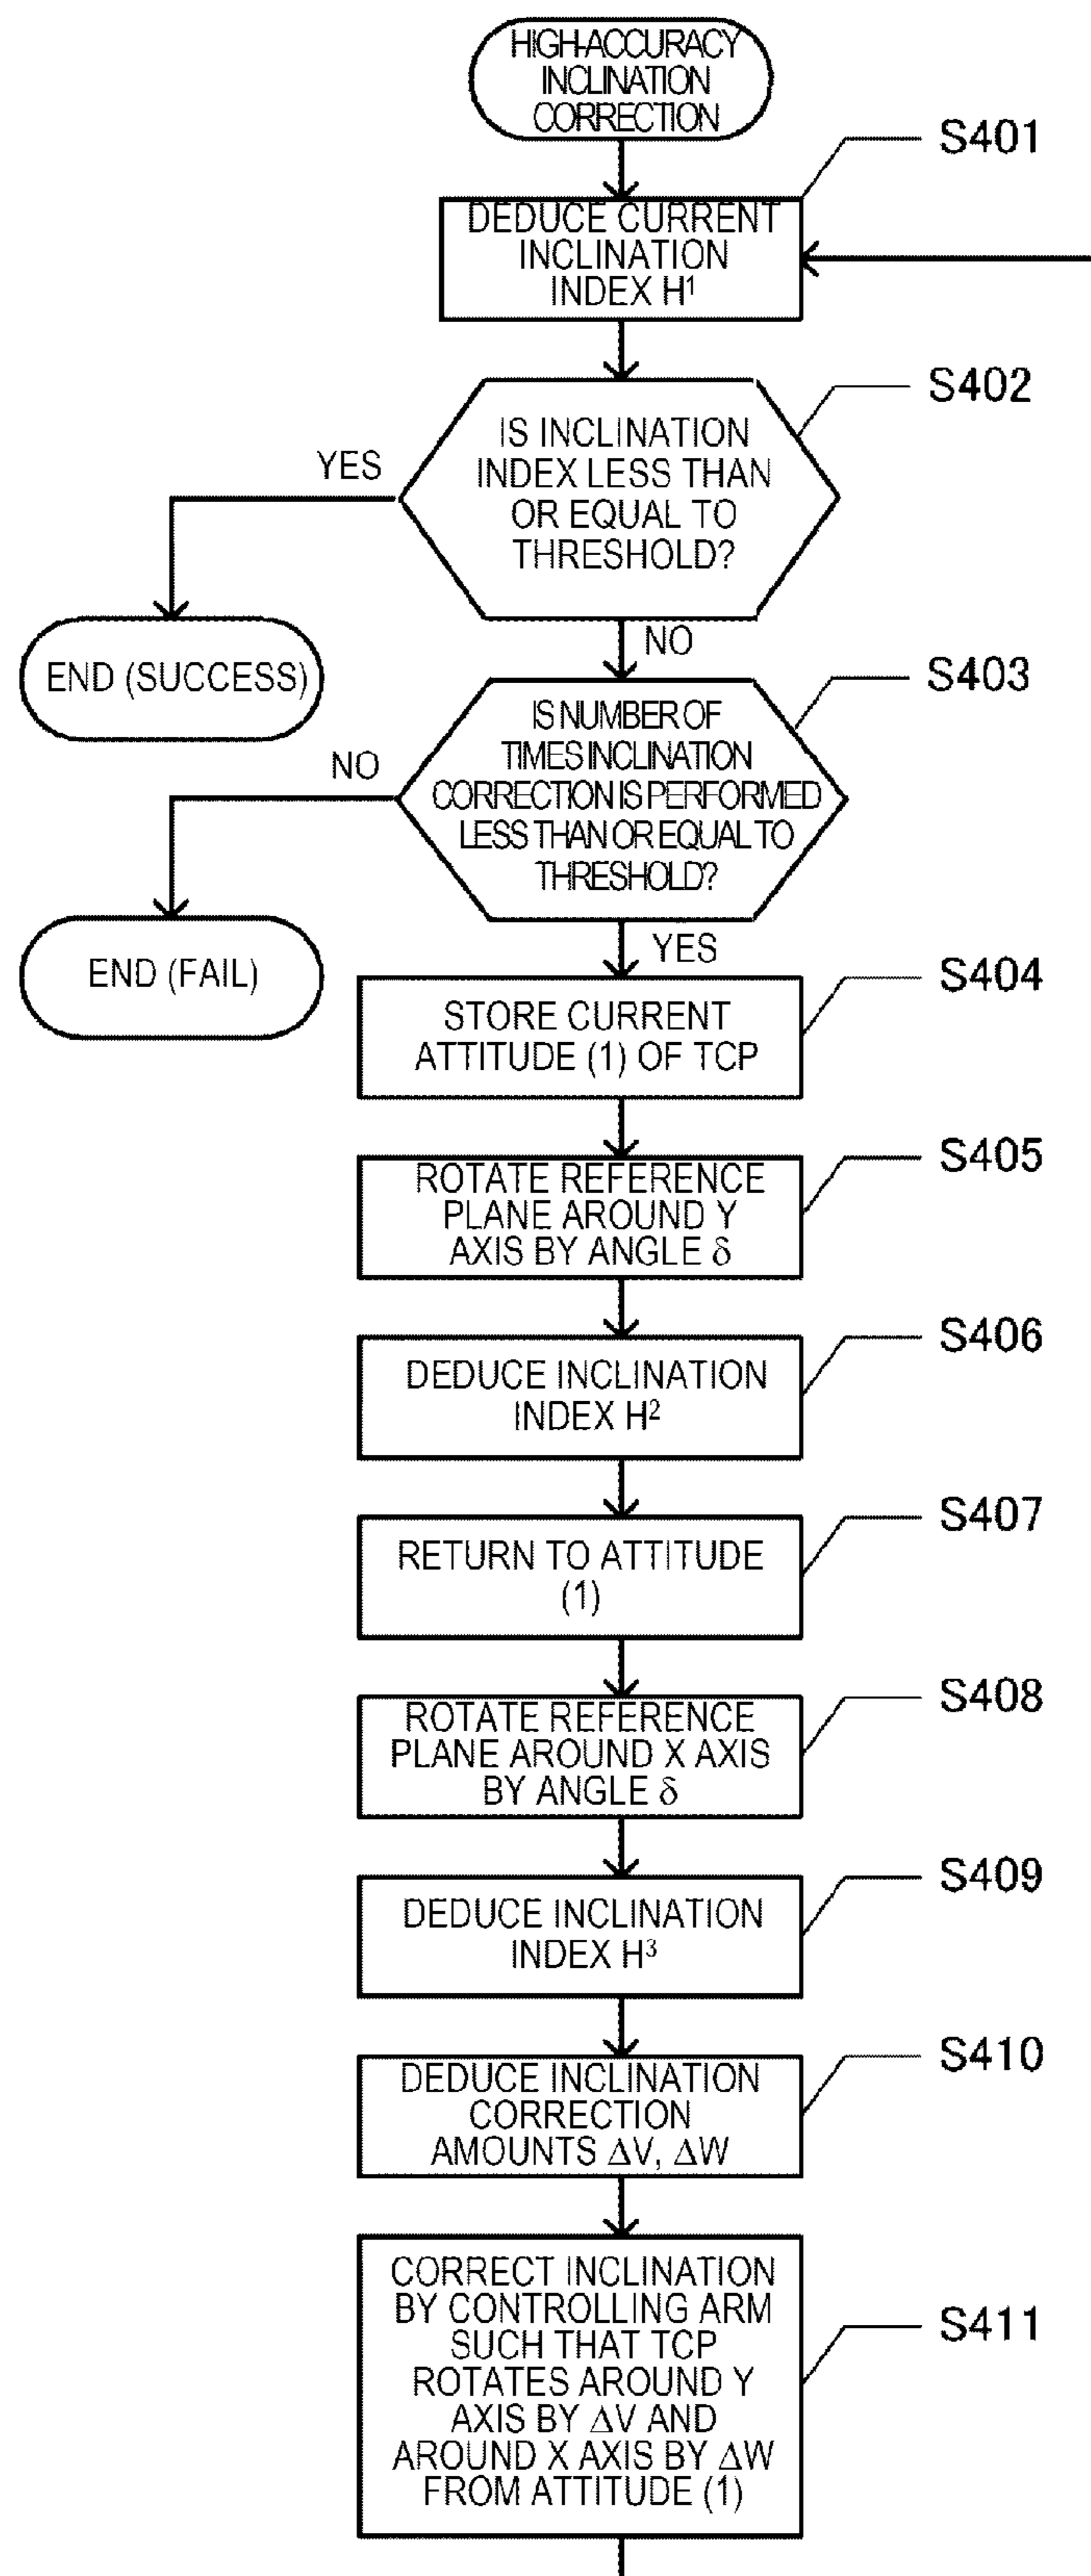 HIGH-ACCURACY
INCLINATION
CORRECTION
S401
DEDUCE CURRENT
INCLINATION
INDEX H¹
S402
IS INCLINATION
INDEX LESS THAN
OR EQUAL TO
THRESHOLD?
YES
END (SUCCESS)
NO
S403
IS NUMBER OF
TIMES INCLINATION
CORRECTION IS PERFORMED
LESS THAN OR EQUAL TO
THRESHOLD?
NO
END (FAIL)
YES
S404
STORE CURRENT
ATTITUDE (1) OF TCP
S405
ROTATE REFERENCE
PLANE AROUND Y
AXIS BY ANGLE δ
S406
DEDUCE INCLINATION
INDEX H²
S407
RETURN TO ATTITUDE
(1)
S408
ROTATE REFERENCE
PLANE AROUND X AXIS
BY ANGLE δ
S409
DEDUCE INCLINATION
INDEX H³
S410
DEDUCE INCLINATION
CORRECTION
AMOUNTS ΔV, ΔW
S411
CORRECT INCLINATION
BY CONTROLLING ARM
SUCH THAT TCP
ROTATES AROUND Y
AXIS BY ΔV AND
AROUND X AXIS BY ΔW
FROM ATTITUDE (1)